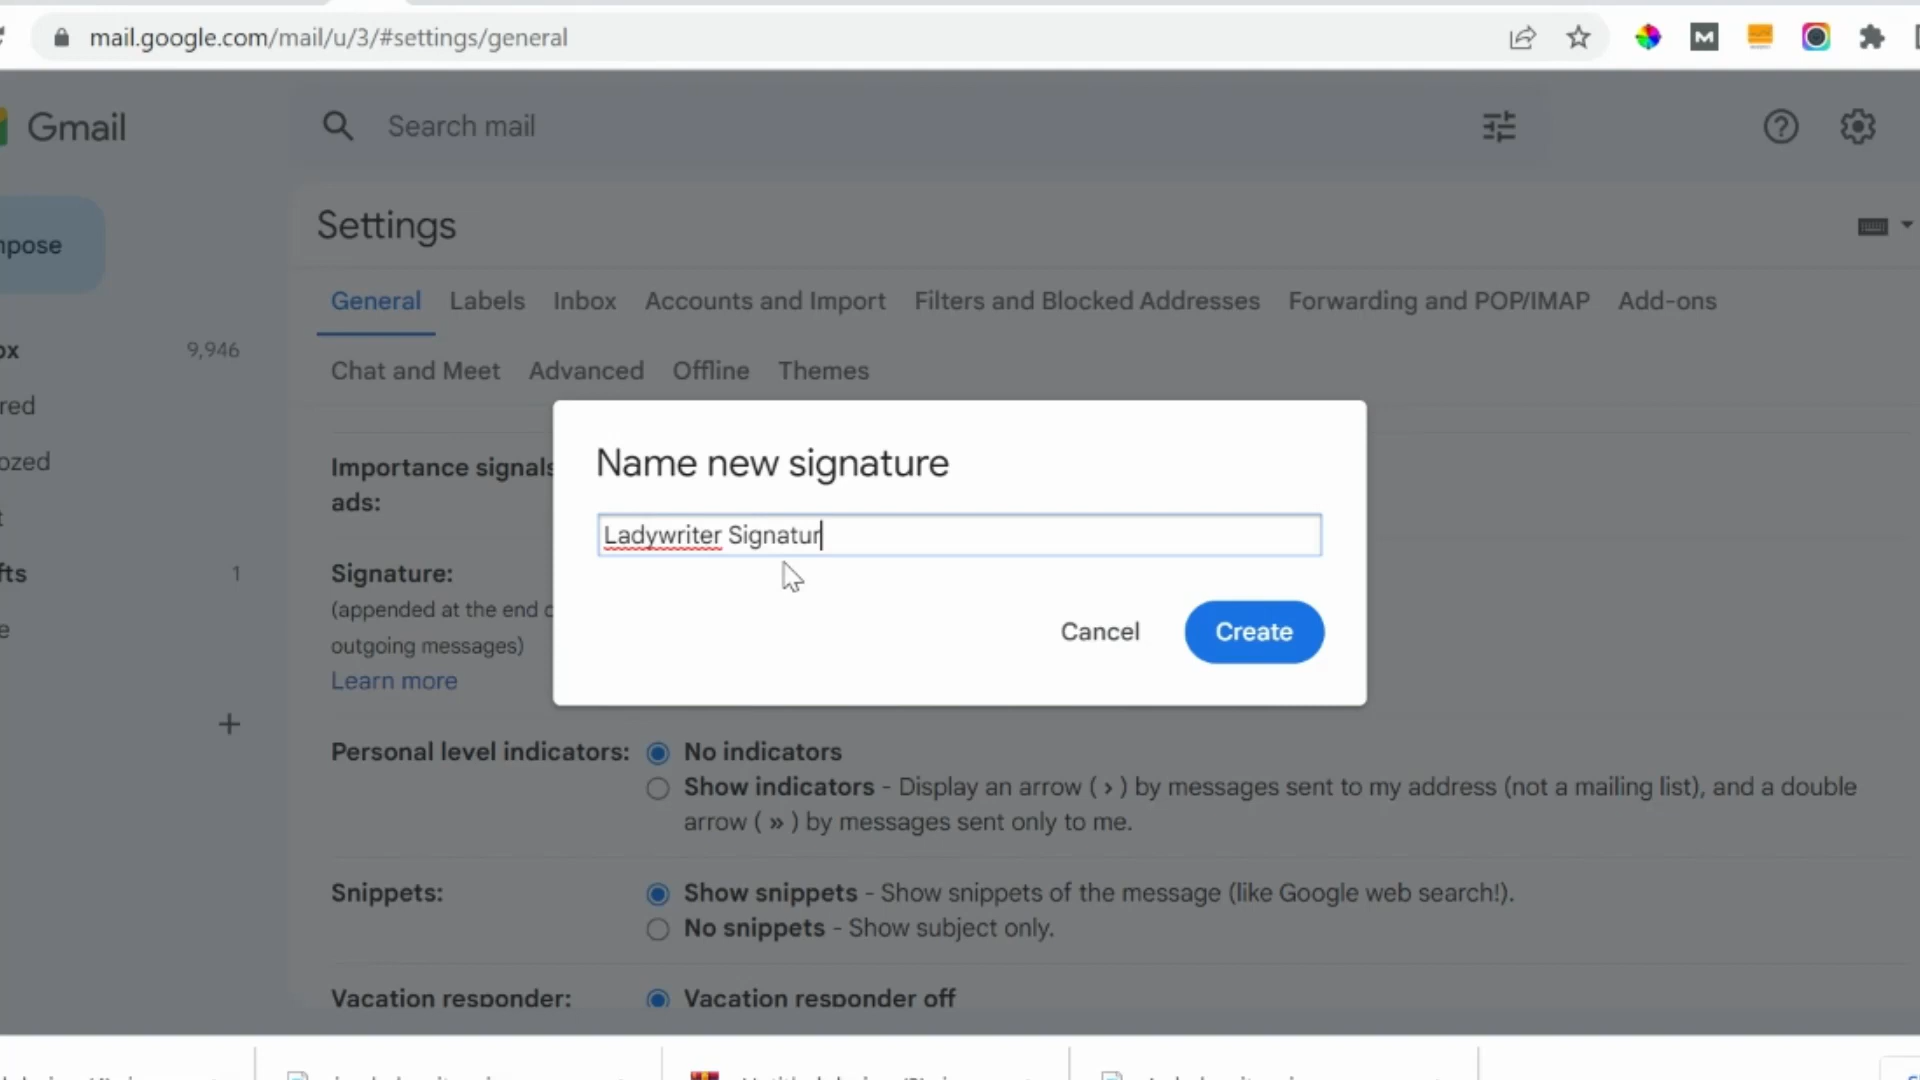 mail.google.com/mail/u/3/#settings/general
Gmail
Search mail
Settings
General Labels Inbox Accounts and Import Filters and Blocked Addresses Forwarding and POP/IMAP Add-ons
9,946
Chat and Meet Advanced Offline Themes
Name new signature
Importance signals
ads:
Ladywriter Signatur
1
Signature:
(appended at the end
outgoing messages)
Cancel Create
Learn more
Personal level indicators: No indicators
Show indicators - Display an arrow ( › ) by messages sent to my address (not a mailing list), and a double
arrow ( » ) by messages sent only to me.
Snippets: Show snippets - Show snippets of the message (like Google web search!).
No snippets - Show subject only.
Vacation responder: Vacation responder off